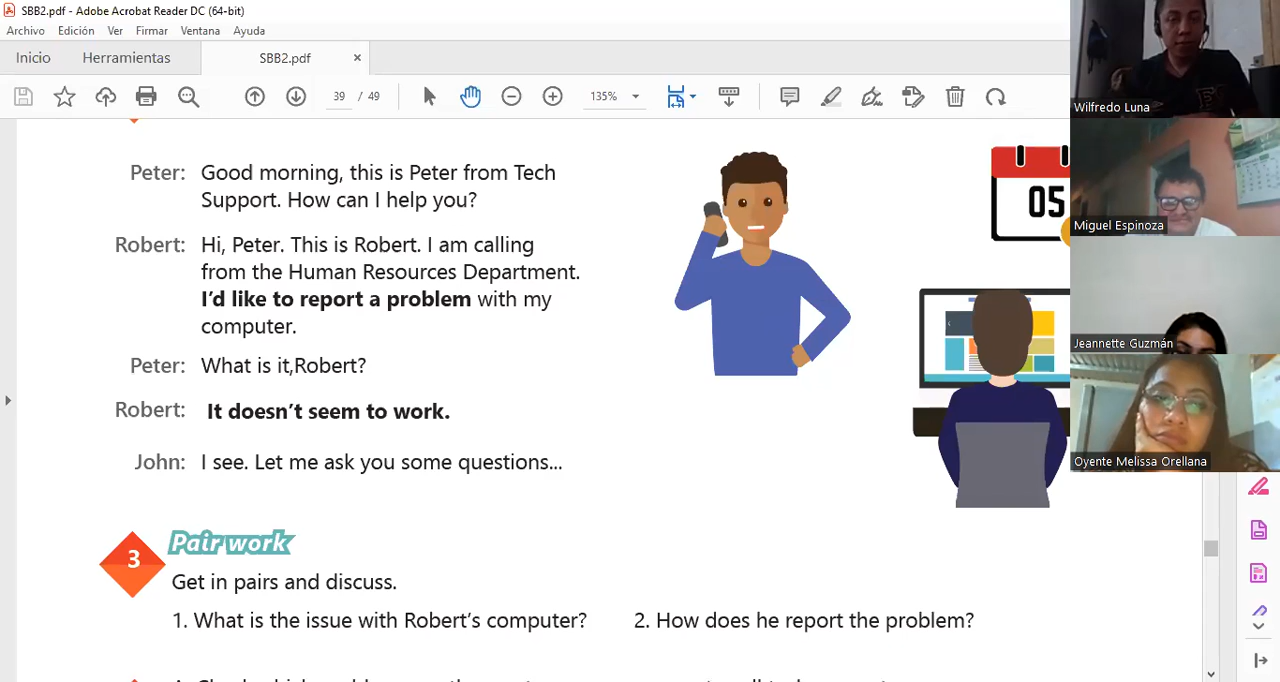 SBB2.pdf - Adobe Acrobat Reader DC (64-bit)
Archivo Edición Ver Firmar Ventana Ayuda
Inicio Herramientas SBB2.pdf ×
39 / 49 135%
Peter: Good morning, this is Peter from Tech
Support. How can I help you?
Robert: Hi, Peter. This is Robert. I am calling
from the Human Resources Department.
I'd like to report a problem with my
computer.
Peter: What is it,Robert?
Robert: It doesn't seem to work.
John: I see. Let me ask you some questions...
05
Wilfredo Luna
Miguel Espinoza
Jeannette Guzmán
Oyente Melissa Orellana
3 Pair work
Get in pairs and discuss.
1. What is the issue with Robert's computer? 2. How does he report the problem?